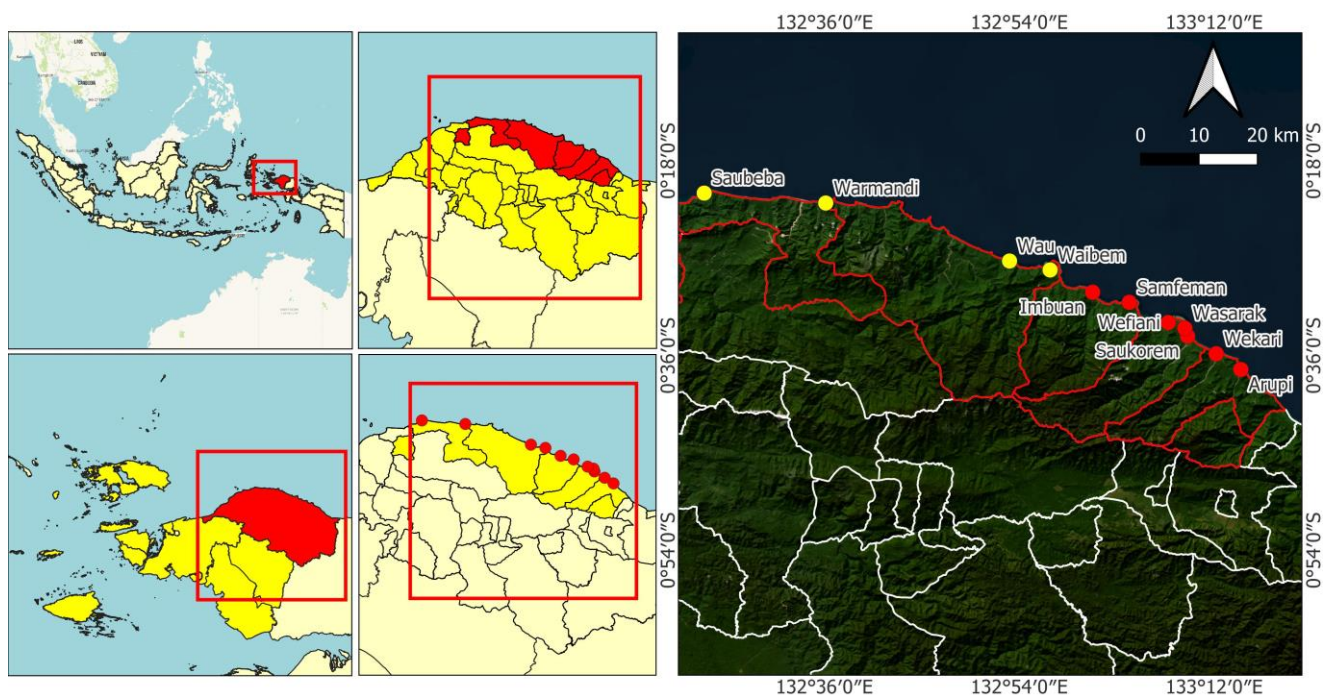 132°36'0"E 132°54'0"E 133°12'0"E
VIETNAM
CAMBODIA
0 10 20 km
0°18'0"S
0°18'0"S
Saubeba
Warmandi
Wau
Waibem
Imbuan
Samfeman
Wefiani
Wasarak
Saukorem
Wekari
Arupi
0°36'0"S
0°36'0"S
0°54'0"S
0°54'0"S
132°36'0"E 132°54'0"E 133°12'0"E